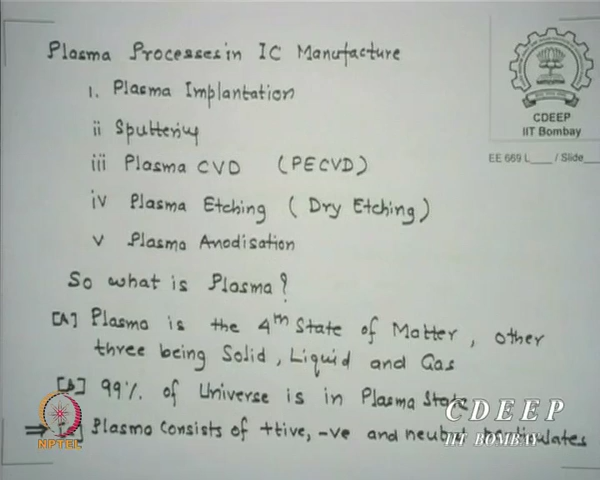 Plasma Processes in IC Manufacture
i. Plasma Implantation
ii Sputtering
iii Plasma CVD (PECVD)
iv Plasma Etching (Dry Etching)
v Plasma Anodisation
So what is Plasma?
[A] Plasma is the 4th State of Matter, other
three being Solid, Liquid and Gas
[B] 99% of Universe is in Plasma State
⇒ Plasma consists of +tive, -ve and neutral particulates
CDEEP
IIT Bombay
EE 669 L___ / Slide___
NPTEL
CDEEP
IIT BOMBAY